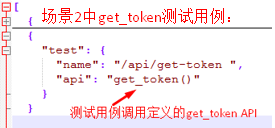 [
场景2中get_token测试用例：
{
"test": {
"name": "/api/get-token ",
"api": "get_token()"
}
测试用例调用定义的get_token API
}
]